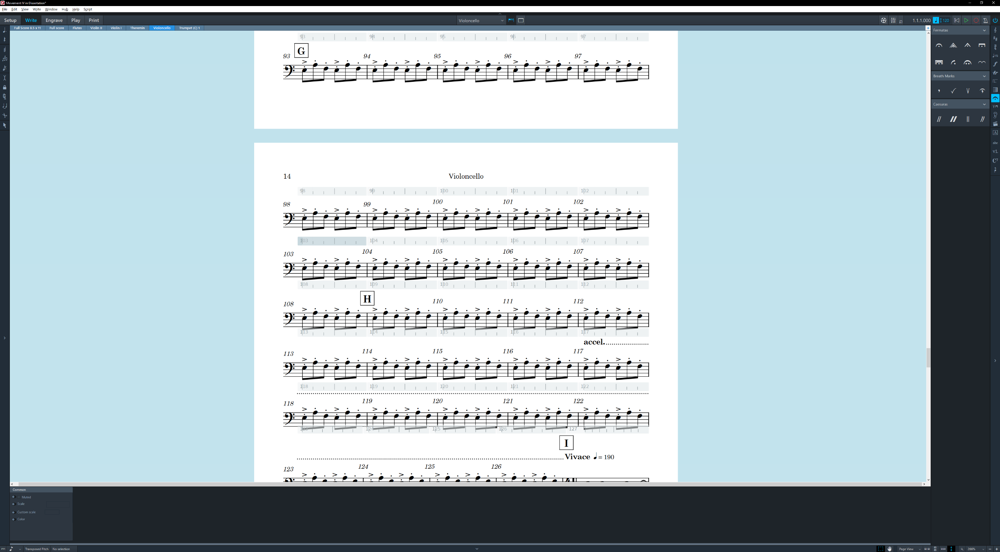 Movement IV in Dissertation*
File Edit View Write Window Hub Help Script
Setup Write Engrave Play Print
Violoncello
1.1.1.000 120
Full Score 8.5 x 11 Full score Flutes Violin II Violin I Theremin Violoncello Trumpet (C) 1
Fermatas
Breath Marks
Caesuras
93 94 95 96 97
G
93 94 95 96 97
14 Violoncello
98 99 100 101 102
98 99 100 101 102
103 104 105 106 107
103 104 105 106 107
108 109 110 111 112
H
108 110 111 112
113 114 115 116 117
accel.
113 114 115 116 117
118 119 120 121 122
118 119 120 121 122
123 124 125 126 127
I
Vivace ♩ = 190
123 124 125 126
Common
Muted
Scale
Custom scale
Color
Transposed Pitch No selection
Page View 266%